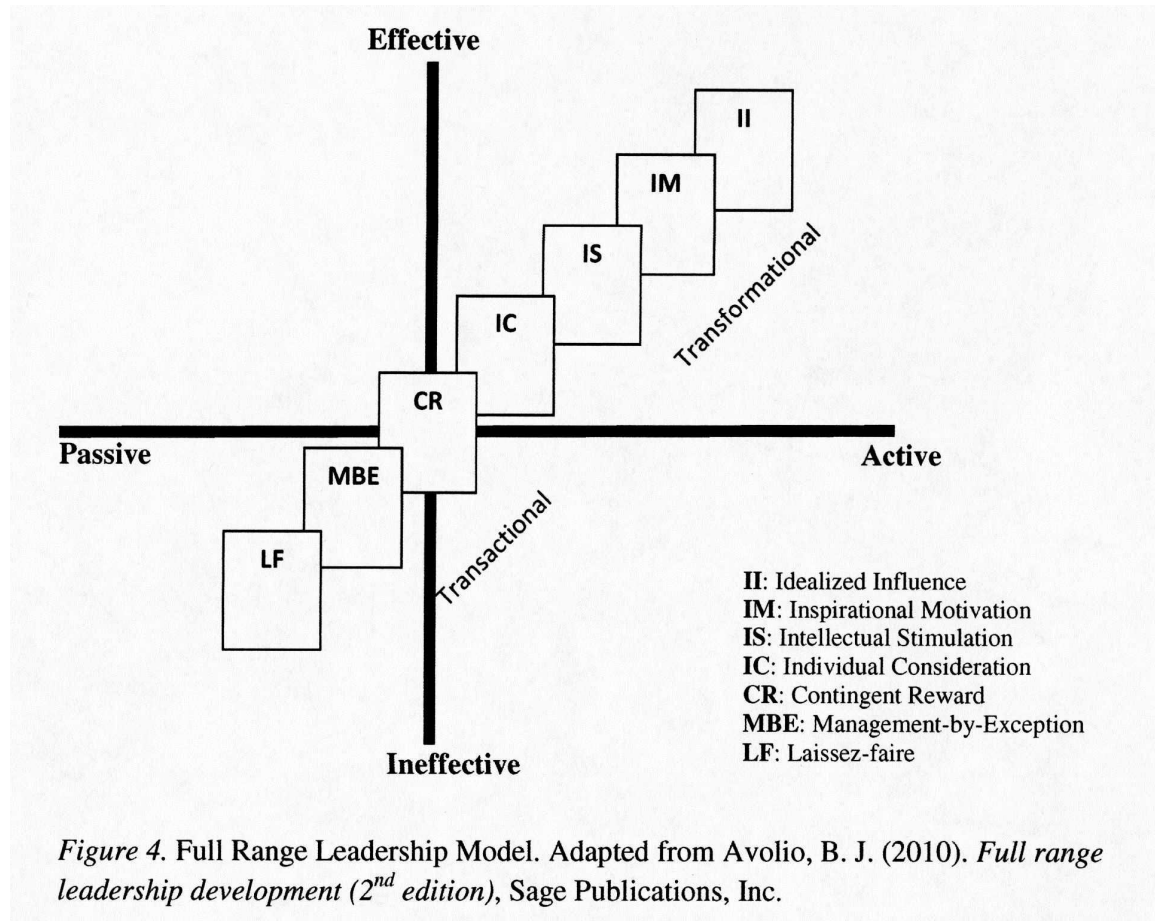 Effective
II
IM
IS
IC
CR
Transformational
Passive
Active
MBE
LF
Transactional
Ineffective
II: Idealized Influence
IM: Inspirational Motivation
IS: Intellectual Stimulation
IC: Individual Consideration
CR: Contingent Reward
MBE: Management-by-Exception
LF: Laissez-faire
Figure 4. Full Range Leadership Model. Adapted from Avolio, B. J. (2010). Full range
leadership development (2nd edition), Sage Publications, Inc.